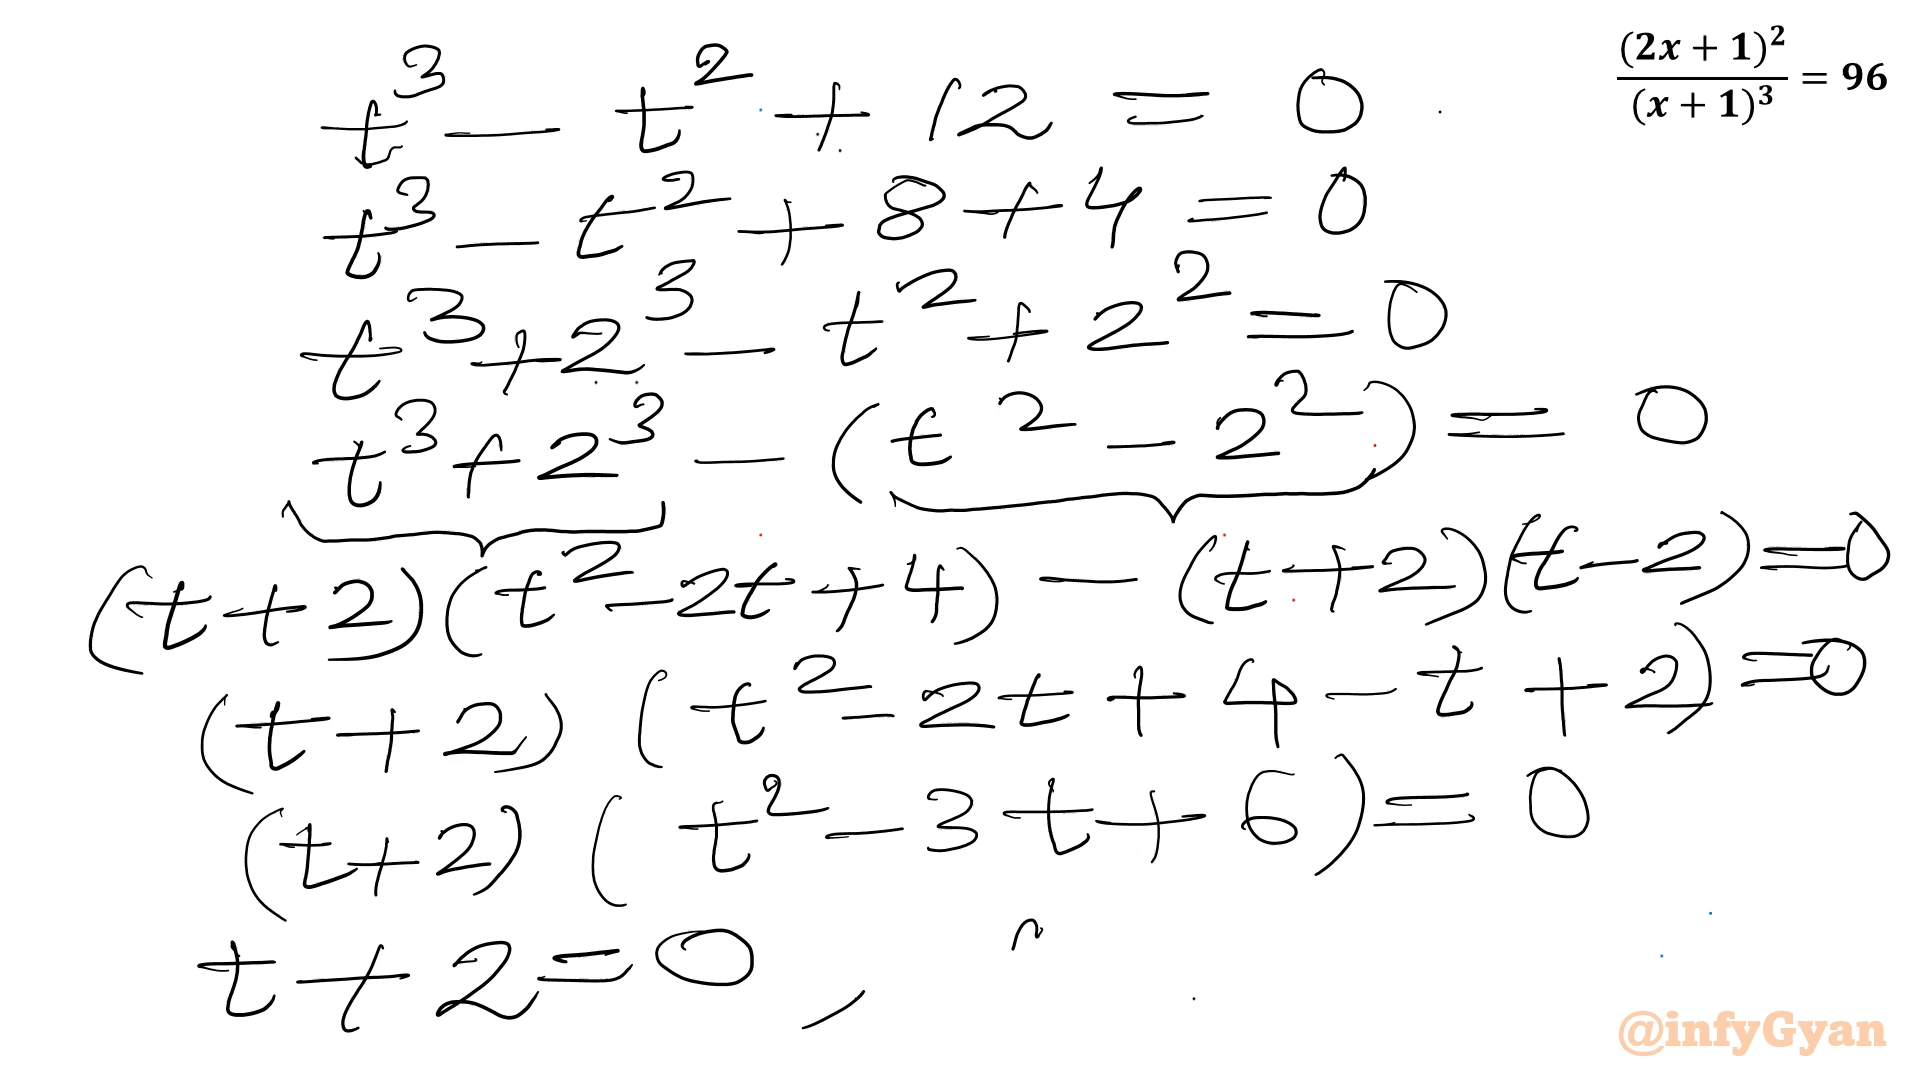 (2x + 1)² / (x + 1)³ = 96
t³ − t² + 12 = 0
t³ − t² + 8 + 4 = 0
t³ + 2³ − t² + 2² = 0
t³ + 2³ − (t² − 2²) = 0
(t + 2)(t² − 2t + 4) − (t + 2)(t − 2) = 0
(t + 2) (t² − 2t + 4 − t + 2) = 0
(t + 2) (t² − 3t + 6) = 0
t + 2 = 0 ,
@infyGyan